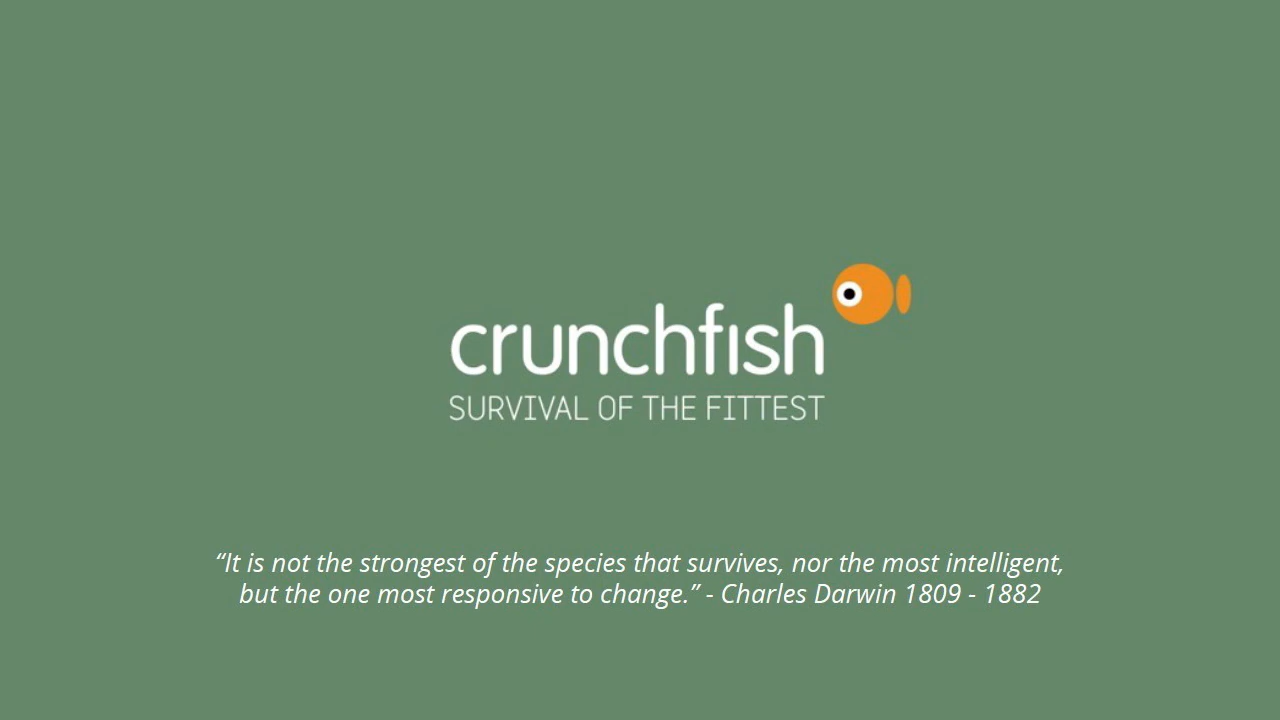 crunchfish
SURVIVAL OF THE FITTEST
“It is not the strongest of the species that survives, nor the most intelligent,
but the one most responsive to change.” - Charles Darwin 1809 - 1882